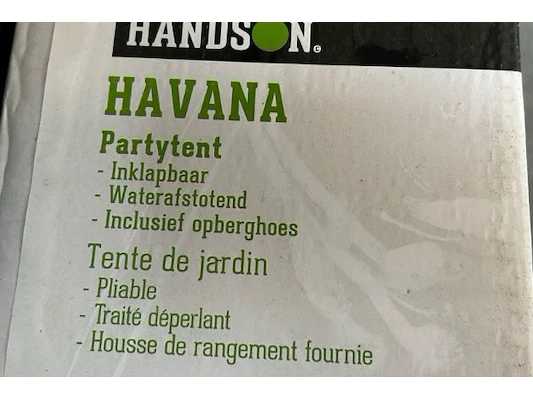 HANDSON
HAVANA
Partytent
- Inklapbaar
- Waterafstotend
- Inclusief opberghoes
Tente de jardin
- Pliable
- Traité déperlant
- Housse de rangement fournie